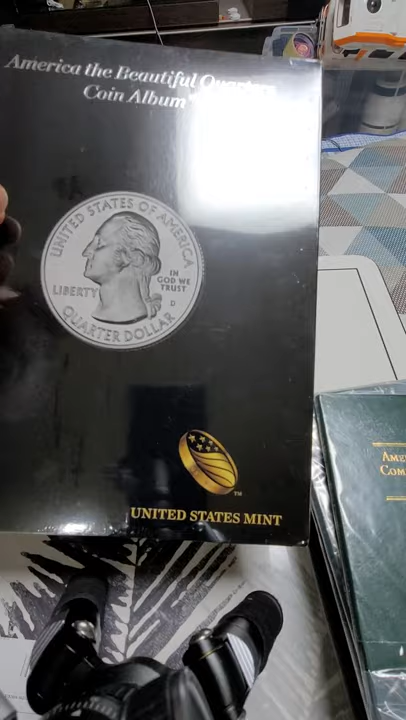 America the Beautiful Quarters
Coin Album
UNITED STATES OF AMERICA
LIBERTY
IN
GOD WE
TRUST
D
QUARTER DOLLAR
UNITED STATES MINT